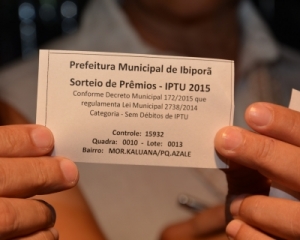 Prefeitura Municipal de Ibiporã
Sorteio de Prêmios - IPTU 2015
Conforme Decreto Municipal 172/2015 que
regulamenta Lei Municipal 2738/2014
Categoria - Sem Débitos de IPTU
Controle: 15932
Quadra: 0010 - Lote: 0013
Bairro: MOR.KALUANA/PQ.AZALE